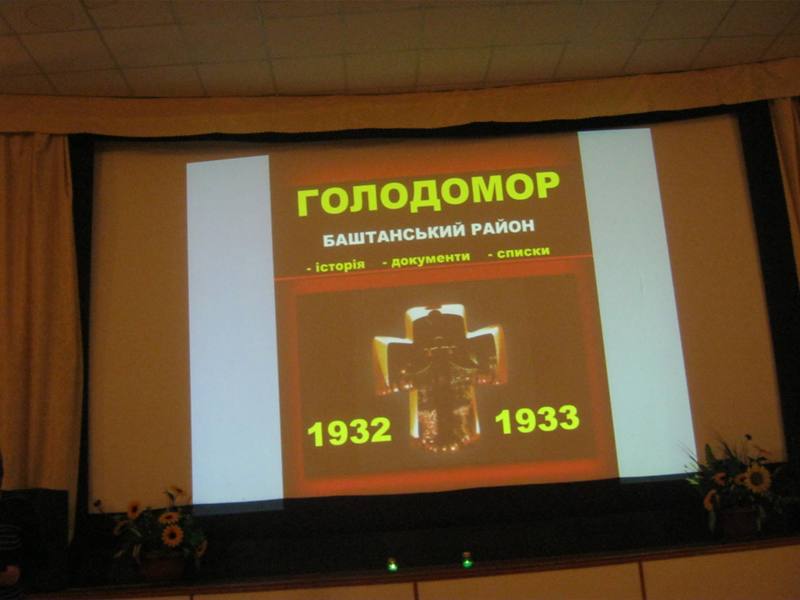 ГОЛОДОМОР
БАШТАНСЬКИЙ РАЙОН
- історія - документи - списки
1932 1933